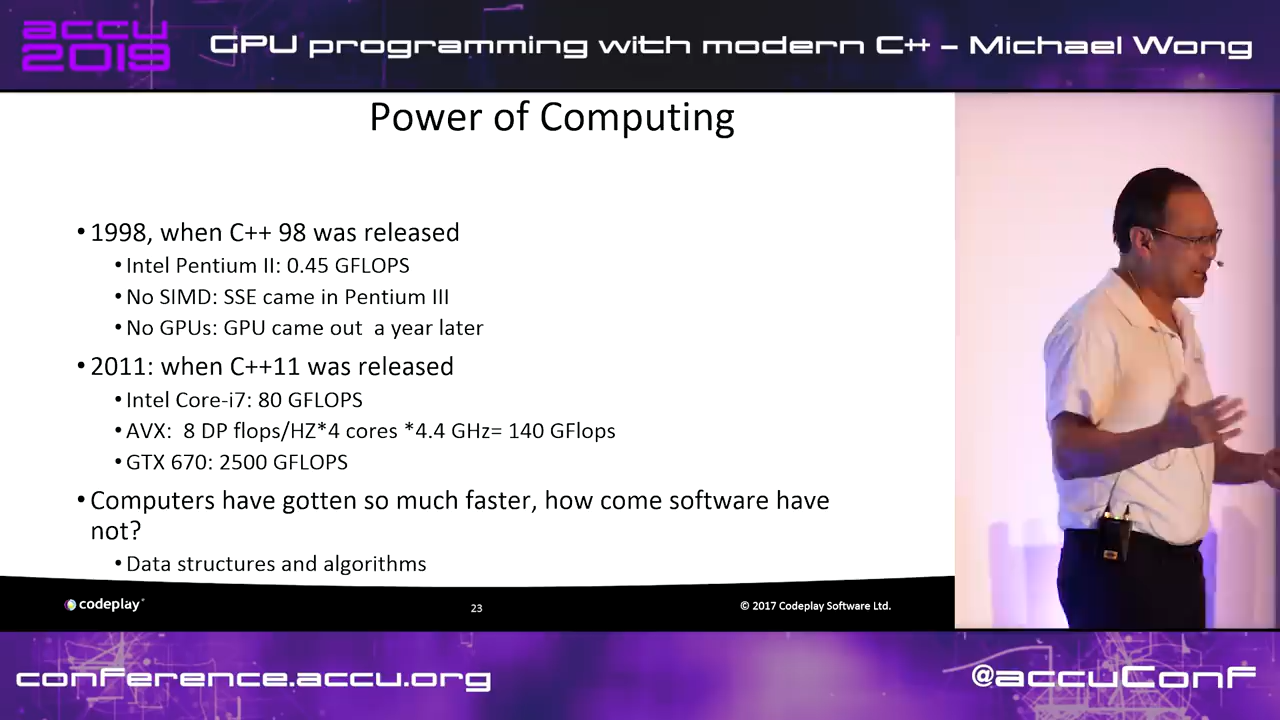 accu
2019
GPU programming with modern C++ – Michael Wong
Power of Computing
• 1998, when C++ 98 was released
• Intel Pentium II: 0.45 GFLOPS
• No SIMD: SSE came in Pentium III
• No GPUs: GPU came out a year later
• 2011: when C++11 was released
• Intel Core-i7: 80 GFLOPS
• AVX: 8 DP flops/HZ*4 cores *4.4 GHz= 140 GFlops
• GTX 670: 2500 GFLOPS
• Computers have gotten so much faster, how come software have
not?
• Data structures and algorithms
codeplay
23
© 2017 Codeplay Software Ltd.
conference.accu.org
@accuConf